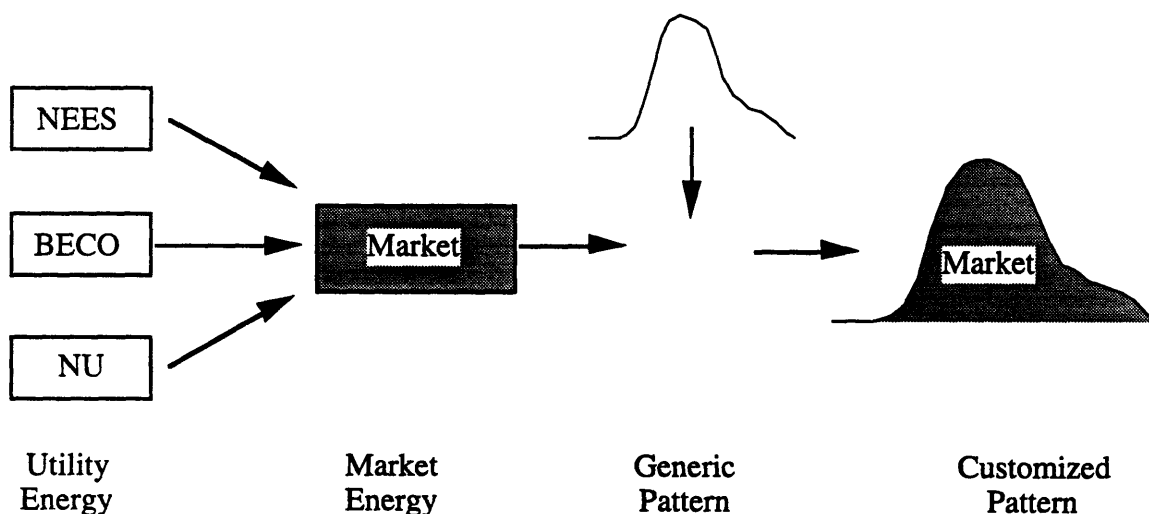 NEES
BECO
NU
Market
Market
Utility
Energy
Market
Energy
Generic
Pattern
Customized
Pattern